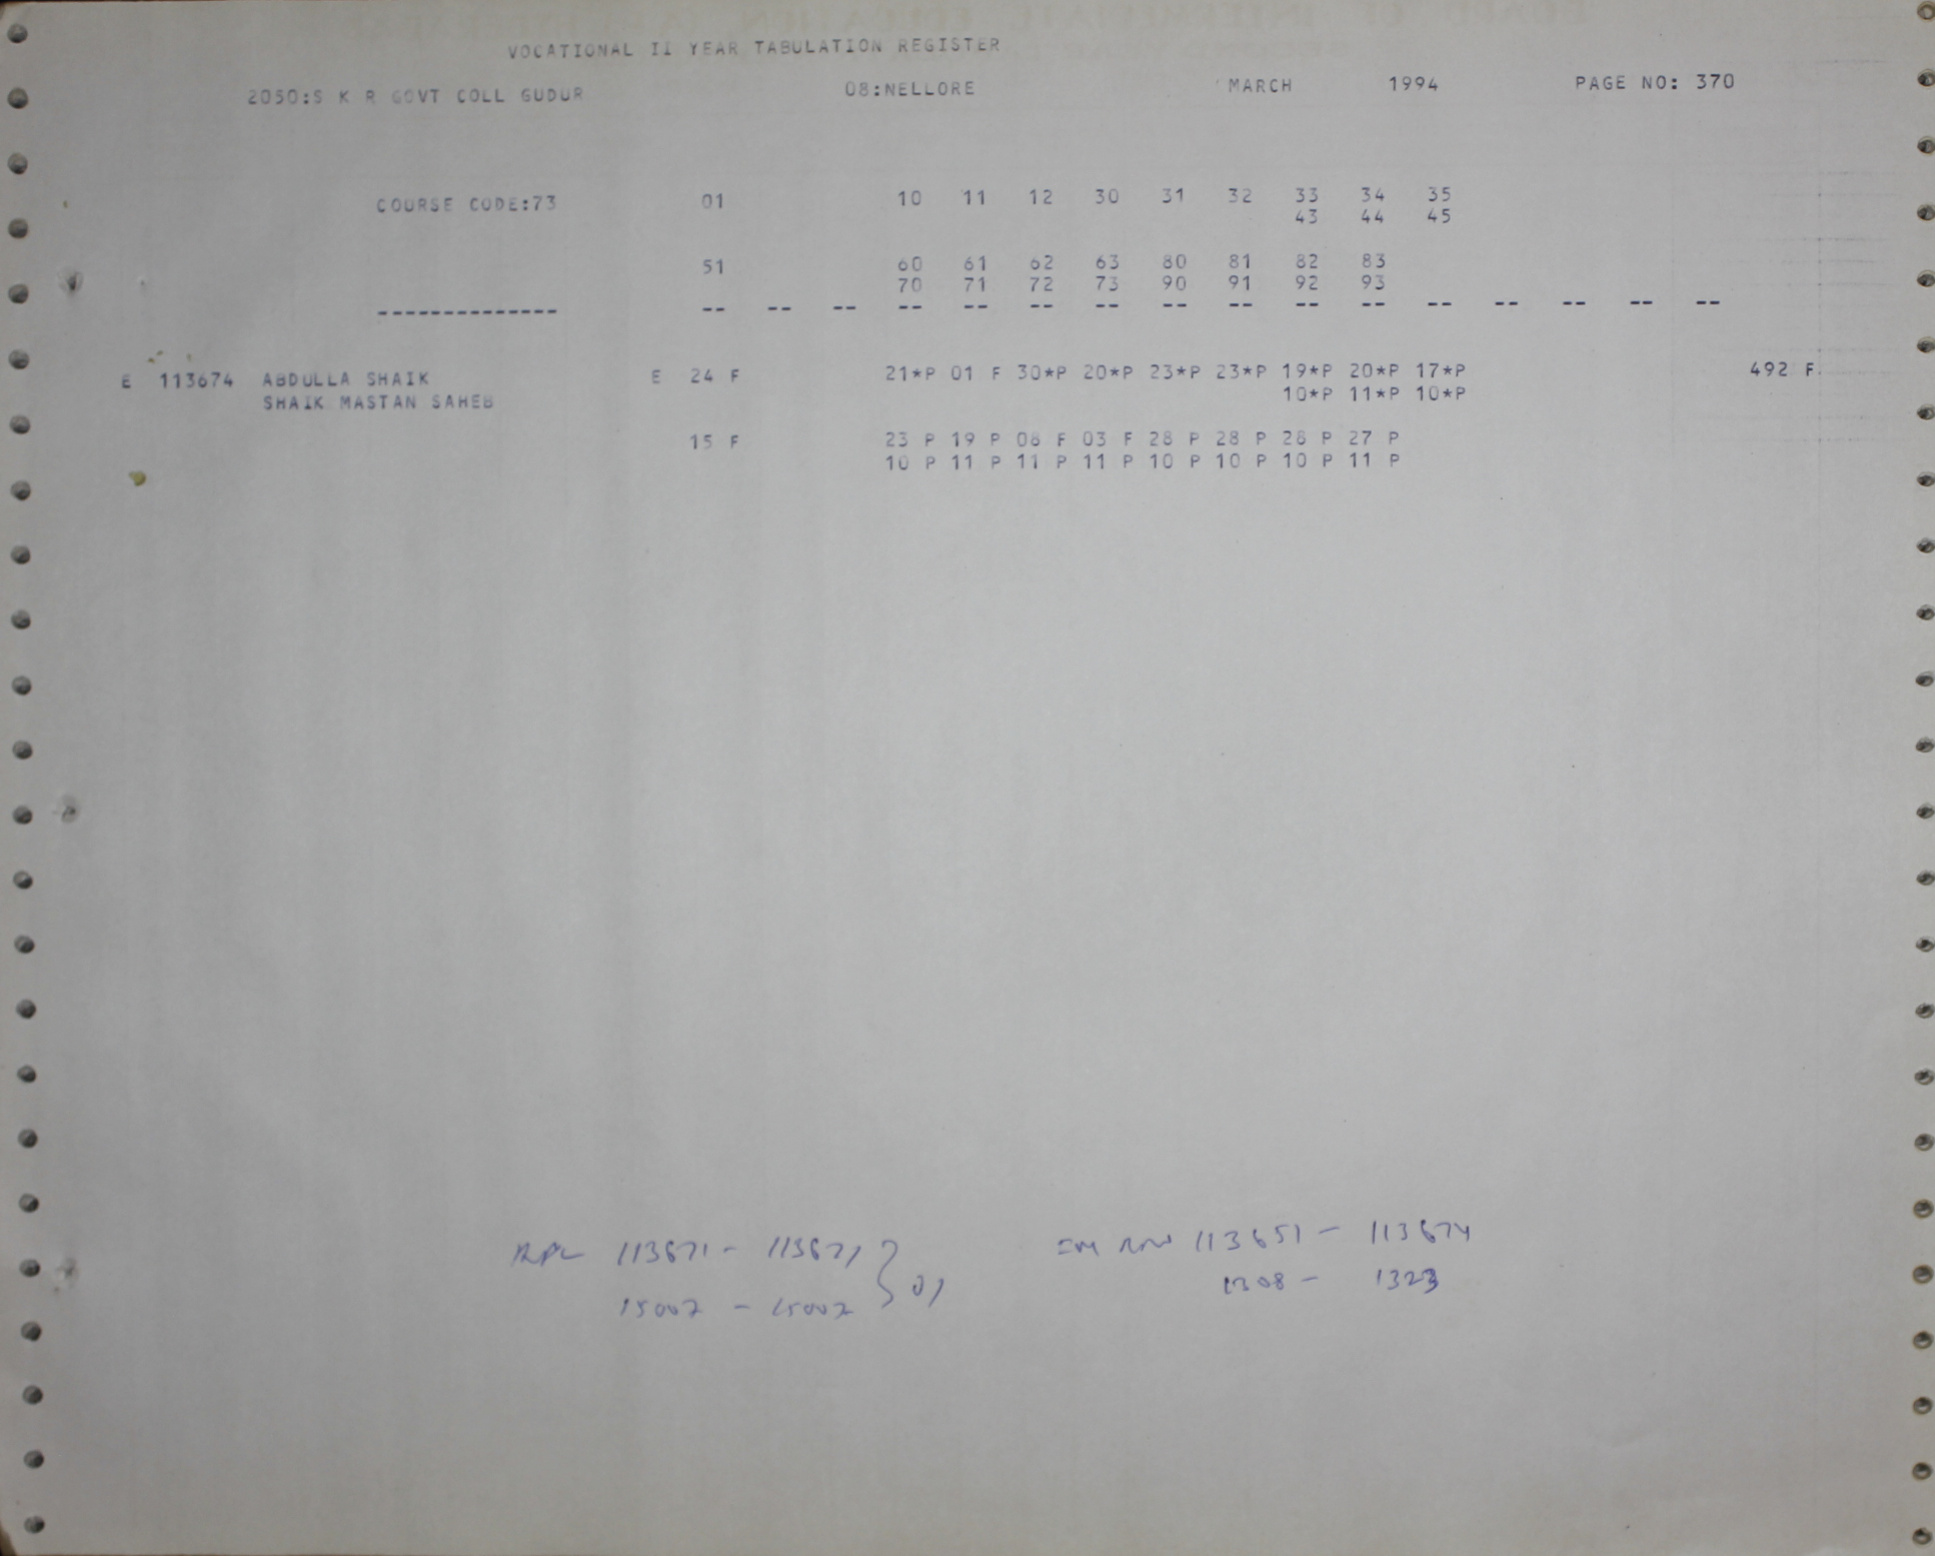 VOCATIONAL II YEAR TABULATION REGISTER
2050:S K R GOVT COLL GUDUR 08:NELLORE MARCH 1994 PAGE NO: 370
COURSE CODE:73 01 10 11 12 30 31 32 33 34 35
43 44 45
51 60 61 62 63 80 81 82 83
70 71 72 73 90 91 92 93
-------------- -- -- -- -- -- -- -- -- -- -- -- -- -- -- -- --
E 113674 ABDULLA SHAIK E 24 F 21*P 01 F 30*P 20*P 23*P 23*P 19*P 20*P 17*P 492 F
SHAIK MASTAN SAHEB 10*P 11*P 10*P
15 F 23 P 19 P 08 F 03 F 28 P 28 P 28 P 27 P
10 P 11 P 11 P 11 P 10 P 10 P 10 P 11 P
113671 - 113671 113651 - 113674
15002 - 15002 } 01 1308 - 1323